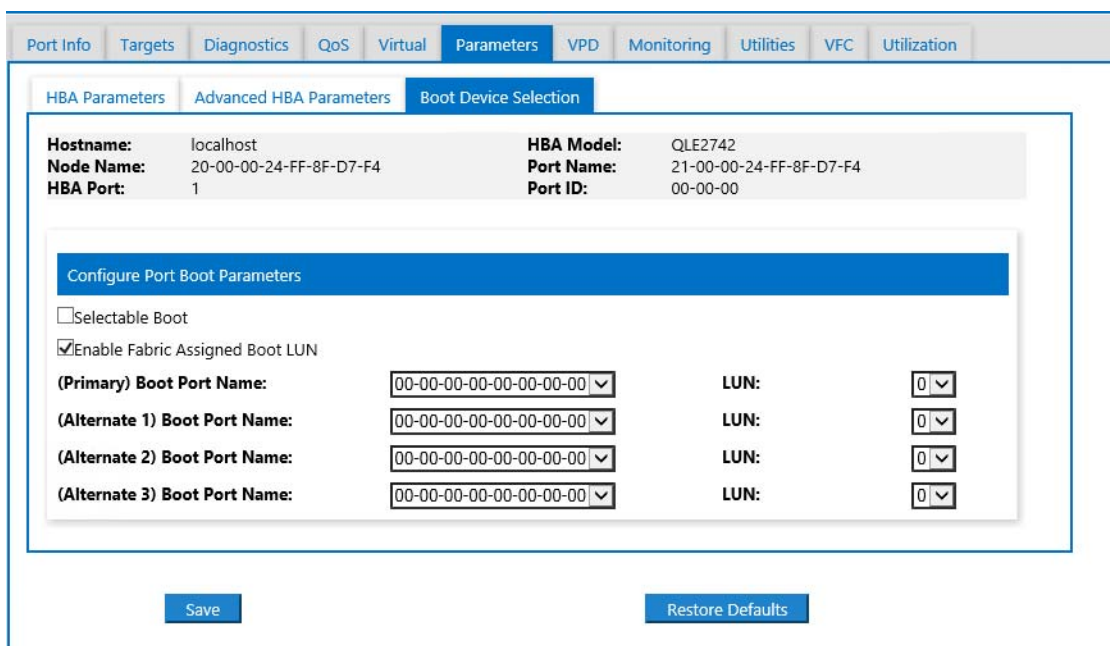 Port Info Targets Diagnostics QoS Virtual Parameters VPD Monitoring Utilities VFC Utilization
HBA Parameters Advanced HBA Parameters Boot Device Selection
Hostname: localhost HBA Model: QLE2742
Node Name: 20-00-00-24-FF-8F-D7-F4 Port Name: 21-00-00-24-FF-8F-D7-F4
HBA Port: 1 Port ID: 00-00-00
Configure Port Boot Parameters
Selectable Boot
Enable Fabric Assigned Boot LUN
(Primary) Boot Port Name: 00-00-00-00-00-00-00-00 LUN: 0
(Alternate 1) Boot Port Name: 00-00-00-00-00-00-00-00 LUN: 0
(Alternate 2) Boot Port Name: 00-00-00-00-00-00-00-00 LUN: 0
(Alternate 3) Boot Port Name: 00-00-00-00-00-00-00-00 LUN: 0
Save Restore Defaults